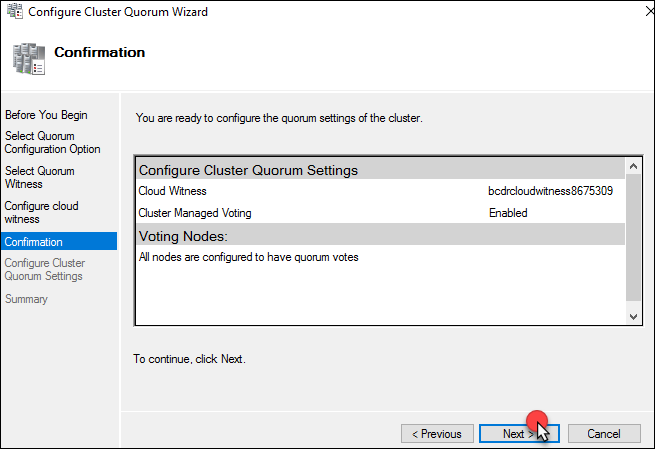 Configure Cluster Quorum Wizard
Confirmation
Before You Begin
Select Quorum
Configuration Option
Select Quorum
Witness
Configure cloud
witness
Confirmation
Configure Cluster
Quorum Settings
Summary
You are ready to configure the quorum settings of the cluster.
Configure Cluster Quorum Settings
Cloud Witness bcdrcloudwitness8675309
Cluster Managed Voting Enabled
Voting Nodes:
All nodes are configured to have quorum votes
To continue, click Next.
< Previous
Next >
Cancel